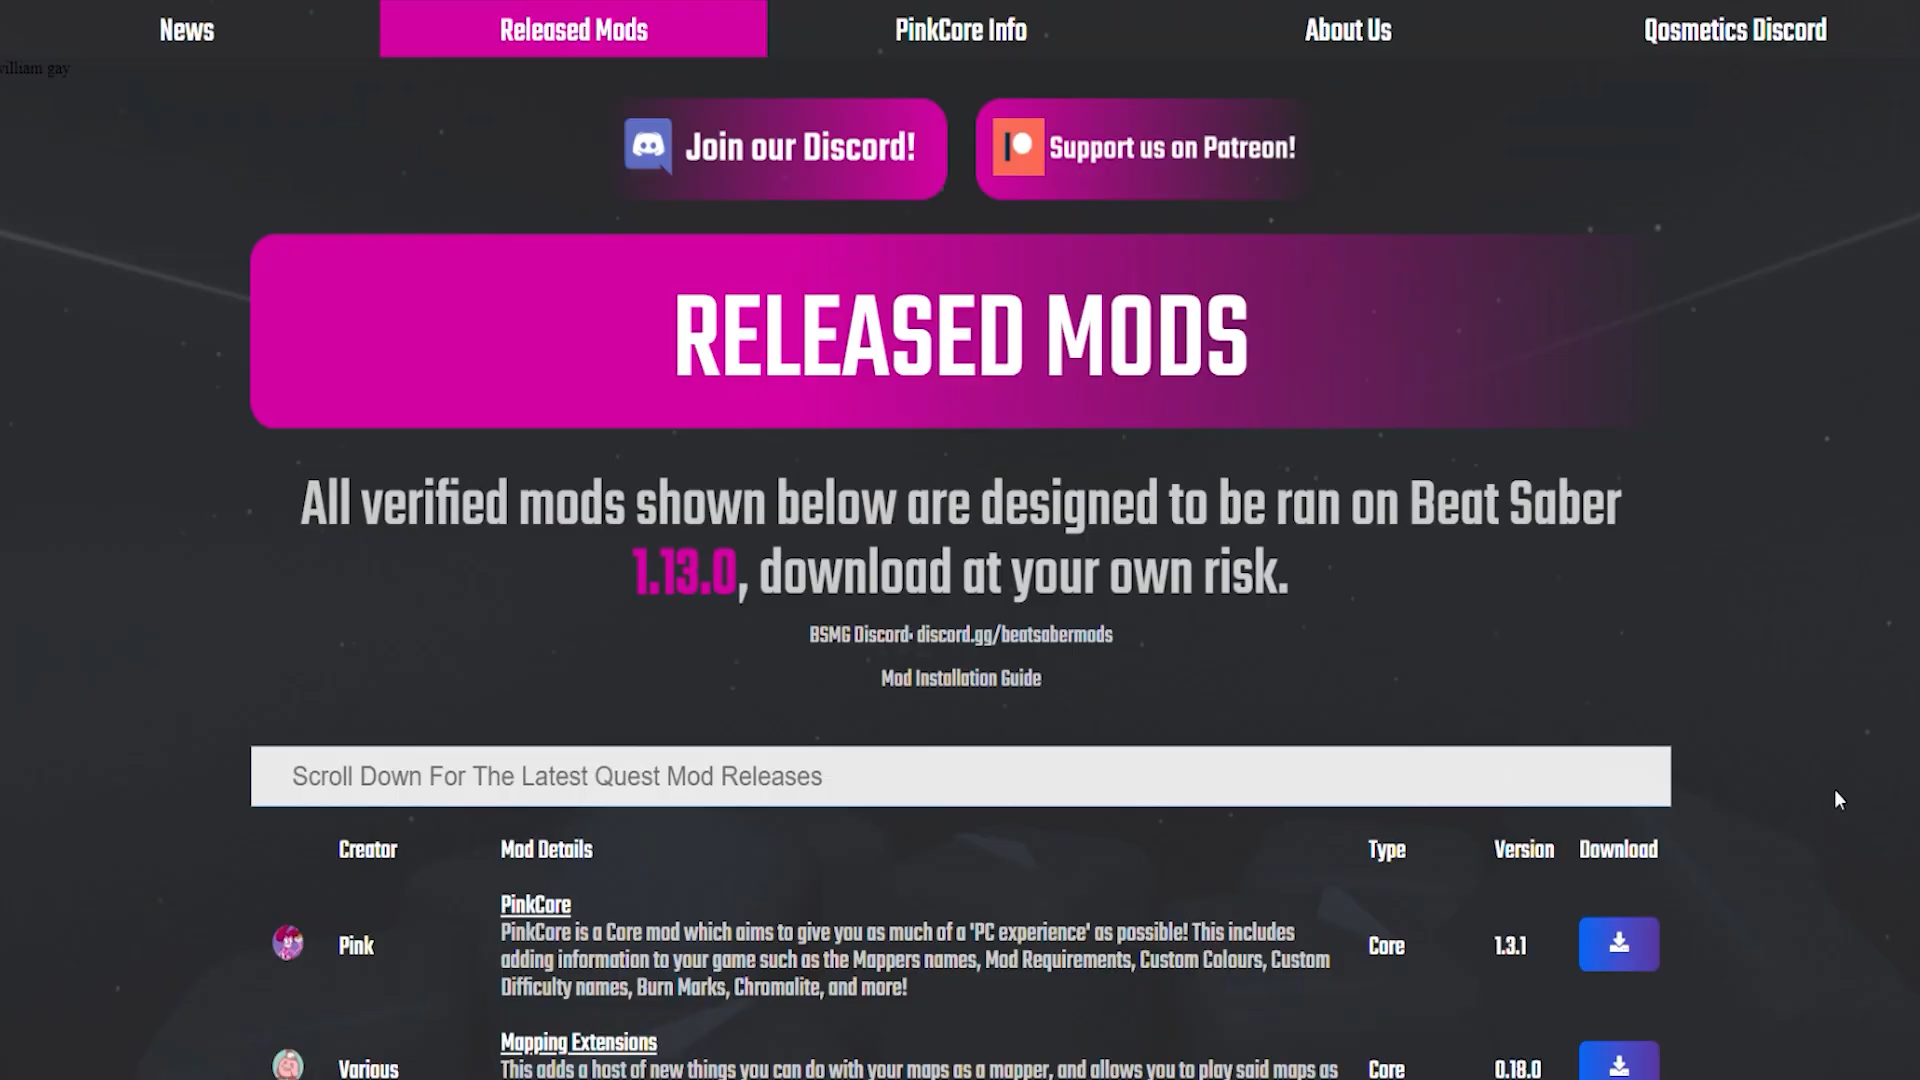 News
Released Mods
PinkCore Info
About Us
Qosmetics Discord
william gay
Join our Discord!
Support us on Patreon!
RELEASED MODS
All verified mods shown below are designed to be ran on Beat Saber
1.13.0, download at your own risk.
BSMG Discord· discord.gg/beatsabermods
Mod Installation Guide
Scroll Down For The Latest Quest Mod Releases
Creator
Mod Details
Type
Version
Download
PinkCore
Pink
PinkCore is a Core mod which aims to give you as much of a 'PC experience' as possible! This includes
adding information to your game such as the Mappers names, Mod Requirements, Custom Colours, Custom
Difficulty names, Burn Marks, Chromalite, and more!
Core
1.3.1
Mapping Extensions
Various
This adds a host of new things you can do with your maps as a mapper, and allows you to play said maps as
Core
0.18.0